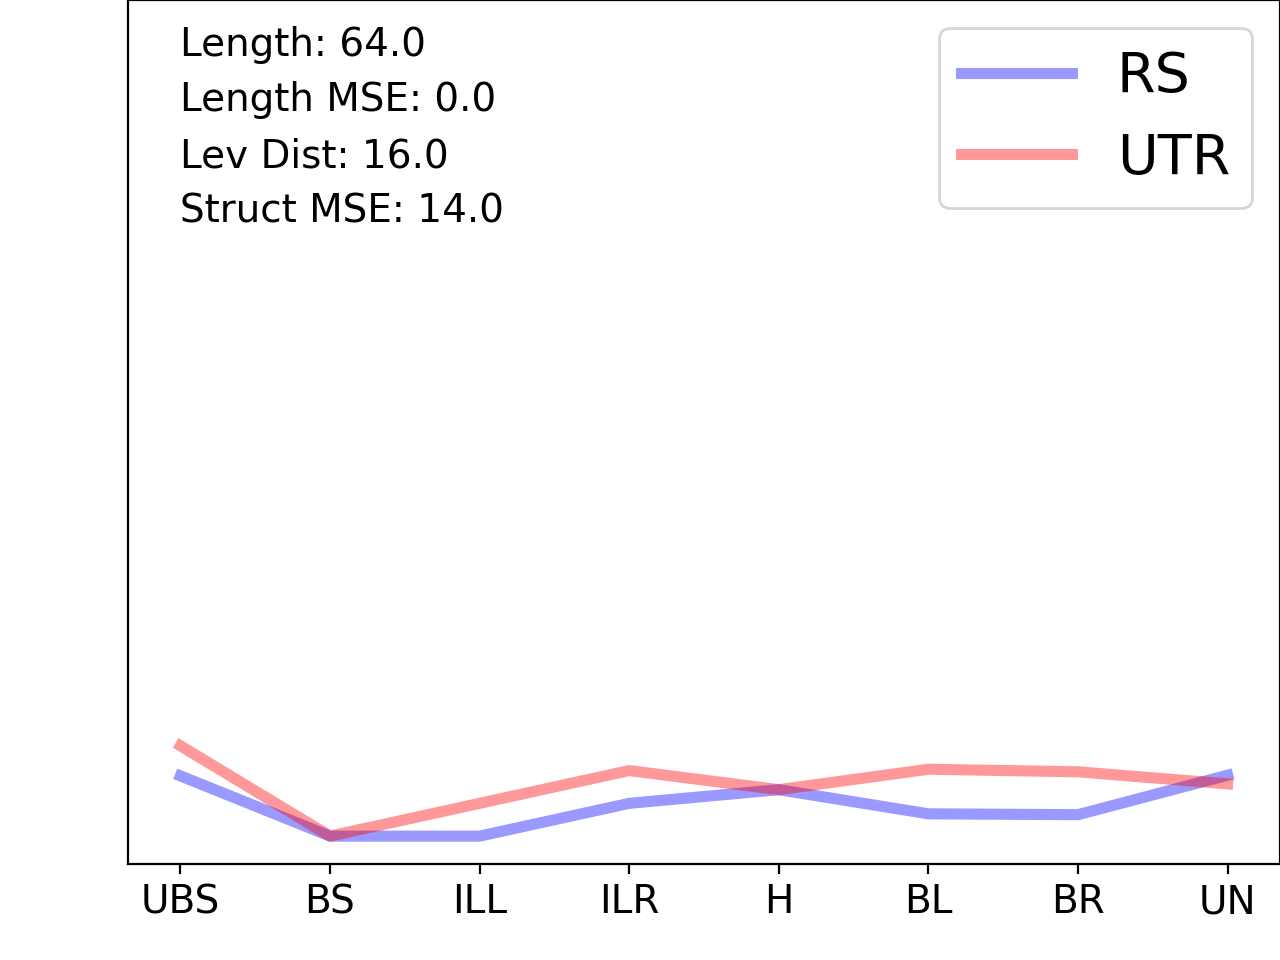 Length: 64.0
Length MSE: 0.0
Lev Dist: 16.0
Struct MSE: 14.0
RS
UTR
UBS BS ILL ILR H BL BR UN